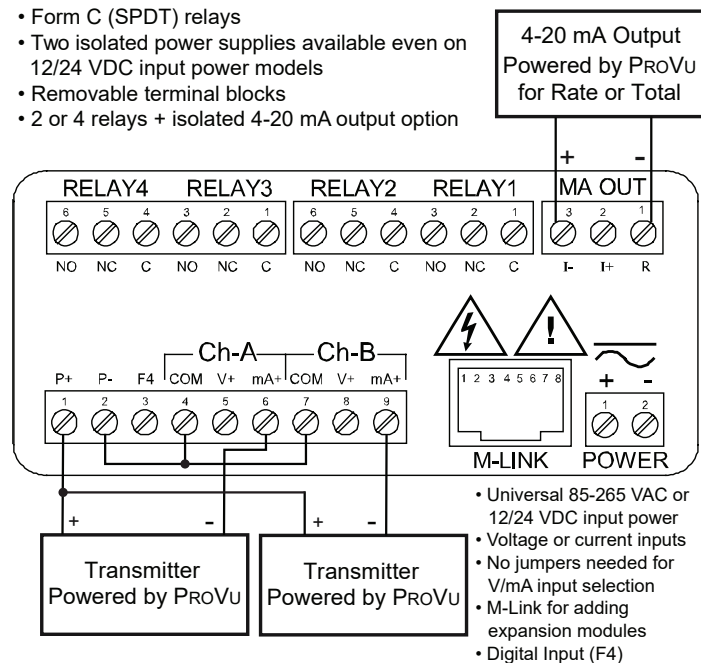 • Form C (SPDT) relays
• Two isolated power supplies available even on
12/24 VDC input power models
• Removable terminal blocks
• 2 or 4 relays + isolated 4-20 mA output option
4-20 mA Output
Powered by PROVU
for Rate or Total
+ -
RELAY4 RELAY3 RELAY2 RELAY1 MA OUT
6 5 4 3 2 1 6 5 4 3 2 1 3 2 1
NO NC C NO NC C NO NC C NO NC C I- I+ R
Ch-A Ch-B
P+ P- F4 COM V+ mA+ COM V+ mA+
1 2 3 4 5 6 7 8 9
!
1 2 3 4 5 6 7 8
+ -
1 2
M-LINK POWER
+ - + -
Transmitter
Powered by PROVU
Transmitter
Powered by PROVU
• Universal 85-265 VAC or
12/24 VDC input power
• Voltage or current inputs
• No jumpers needed for
V/mA input selection
• M-Link for adding
expansion modules
• Digital Input (F4)